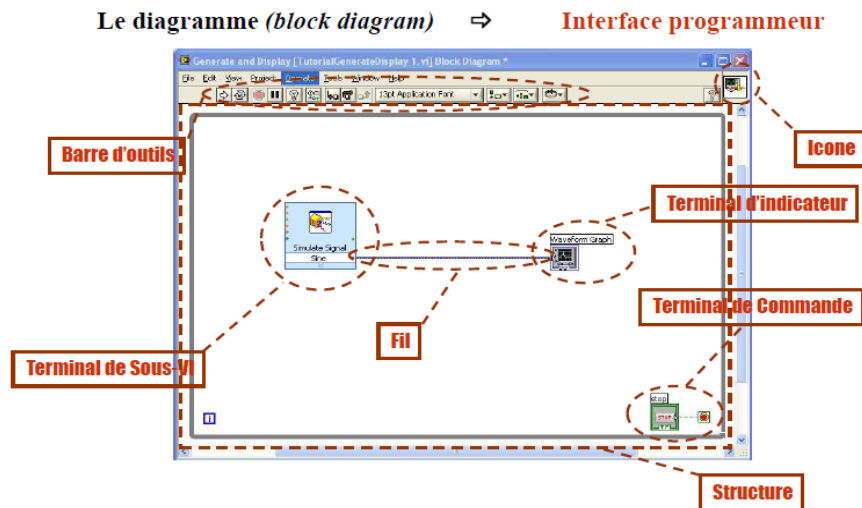 Le diagramme (block diagram) ⇨ Interface programmeur
Generate and Display [TutorialGenerateDisplay 1.vi] Block Diagram *
File Edit View Project Operate Tools Window Help
13pt Application Font
Barre d'outils
Icone
Terminal d'indicateur
Simulate Signal
Sine
Waveform Graph
Terminal de Commande
Fil
Terminal de Sous-VI
stop
STOP
i
Structure